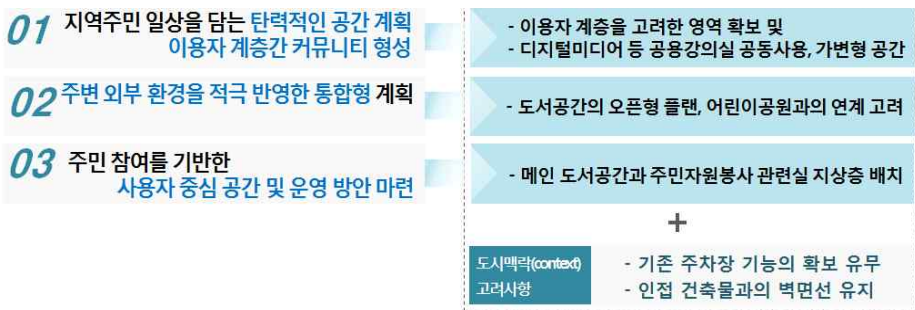 01 지역주민 일상을 담는 탄력적인 공간 계획
이용자 계층간 커뮤니티 형성
- 이용자 계층을 고려한 영역 확보 및
- 디지털미디어 등 공용강의실 공동사용, 가변형 공간
02 주변 외부 환경을 적극 반영한 통합형 계획
- 도서공간의 오픈형 플랜, 어린이공원과의 연계 고려
03 주민 참여를 기반한
사용자 중심 공간 및 운영 방안 마련
- 메인 도서공간과 주민자원봉사 관련실 지상층 배치
+
도시맥락(context)
고려사항
- 기존 주차장 기능의 확보 유무
- 인접 건축물과의 벽면선 유지